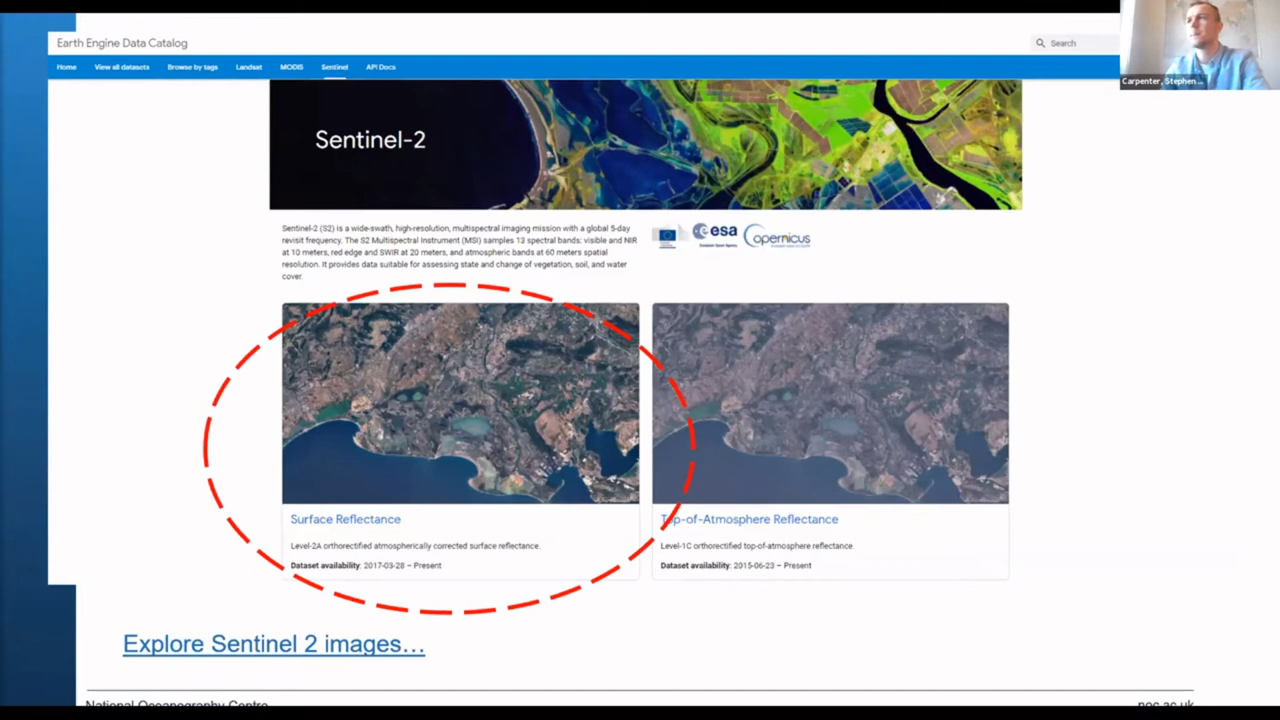 Earth Engine Data Catalog
Search
Carpenter, Stephen ...
Home View all datasets Browse by tags Landsat MODIS Sentinel API Docs
Sentinel-2
Sentinel-2 (S2) is a wide-swath, high-resolution, multispectral imaging mission with a global 5-day
revisit frequency. The S2 Multispectral Instrument (MSI) samples 13 spectral bands: visible and NIR
at 10 meters, red edge and SWIR at 20 meters, and atmospheric bands at 60 meters spatial
resolution. It provides data suitable for assessing state and change of vegetation, soil, and water
cover.
esa
European Space Agency
opernicus
Surface Reflectance
Level-2A orthorectified atmospherically corrected surface reflectance.
Dataset availability: 2017-03-28 – Present
Top-of-Atmosphere Reflectance
Level-1C orthorectified top-of-atmosphere reflectance.
Dataset availability: 2015-06-23 – Present
Explore Sentinel 2 images…
National Oceanography Centre
noc.ac.uk